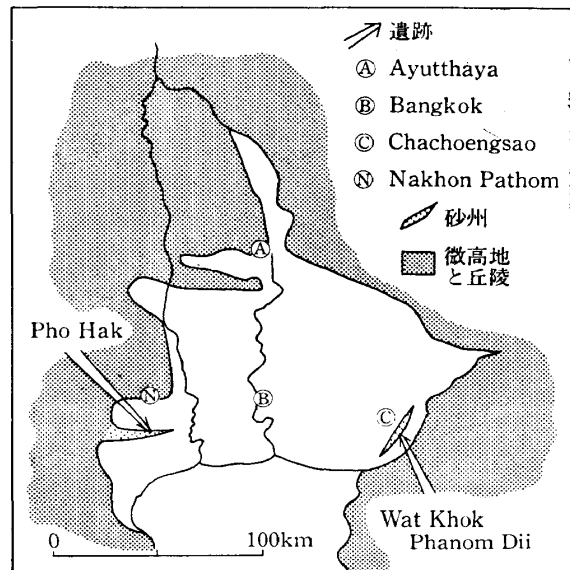 遺跡
Ⓐ Ayutthaya
Ⓑ Bangkok
Ⓒ Chachoengsao
Ⓝ Nakhon Pathom
砂州
微高地
と丘陵
Pho Hak
Ⓐ
Ⓝ
Ⓑ
Ⓒ
Wat Khok
Phanom Dii
0 100km